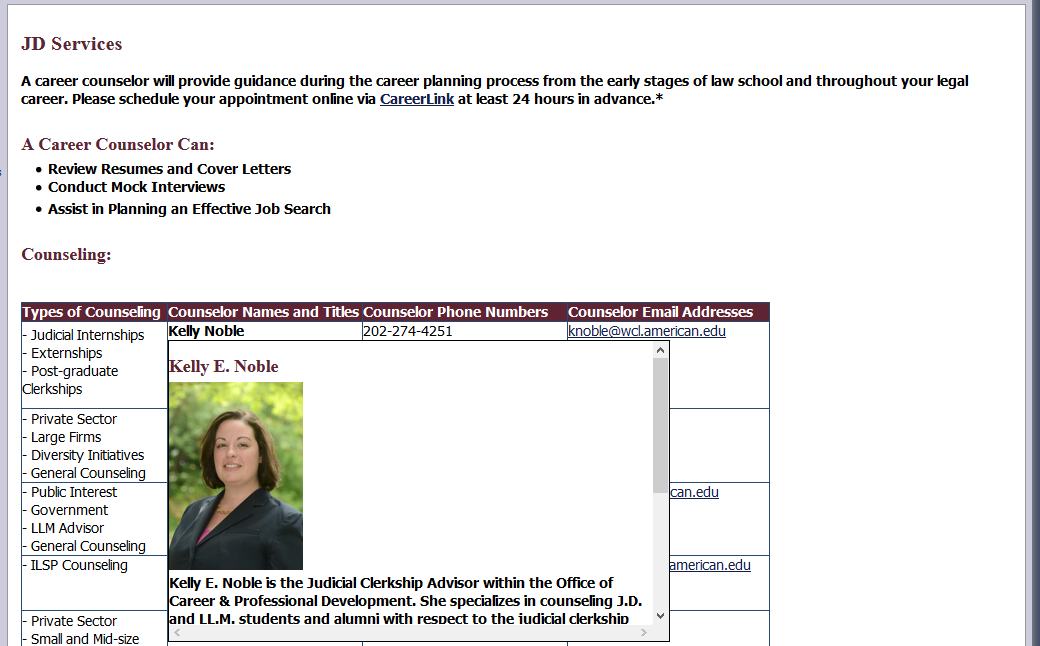 JD Services
A career counselor will provide guidance during the career planning process from the early stages of law school and throughout your legal
career. Please schedule your appointment online via CareerLink at least 24 hours in advance.*
A Career Counselor Can:
• Review Resumes and Cover Letters
• Conduct Mock Interviews
• Assist in Planning an Effective Job Search
Counseling:
Types of Counseling Counselor Names and Titles Counselor Phone Numbers Counselor Email Addresses
- Judicial Internships
- Externships
- Post-graduate
Clerkships
Kelly Noble
202-274-4251
knoble@wcl.american.edu
Kelly E. Noble
Kelly E. Noble is the Judicial Clerkship Advisor within the Office of
Career & Professional Development. She specializes in counseling J.D.
and LL.M. students and alumni with respect to the judicial clerkship
- Private Sector
- Large Firms
- Diversity Initiatives
- General Counseling
- Public Interest
- Government
- LLM Advisor
- General Counseling
can.edu
- ILSP Counseling
american.edu
- Private Sector
- Small and Mid-size